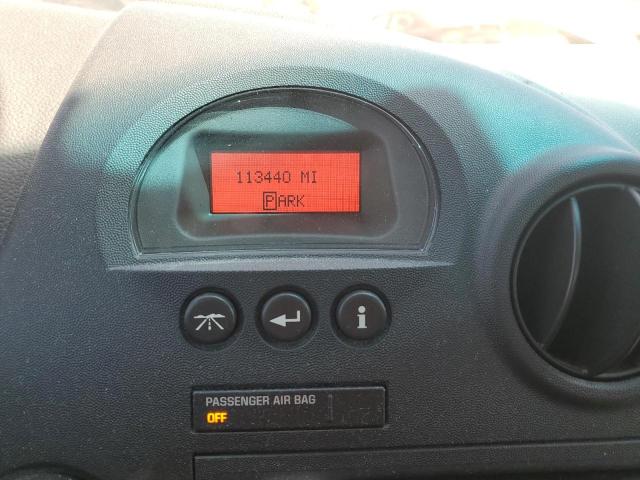 113440 MI
PARK
i
PASSENGER AIR BAG
OFF